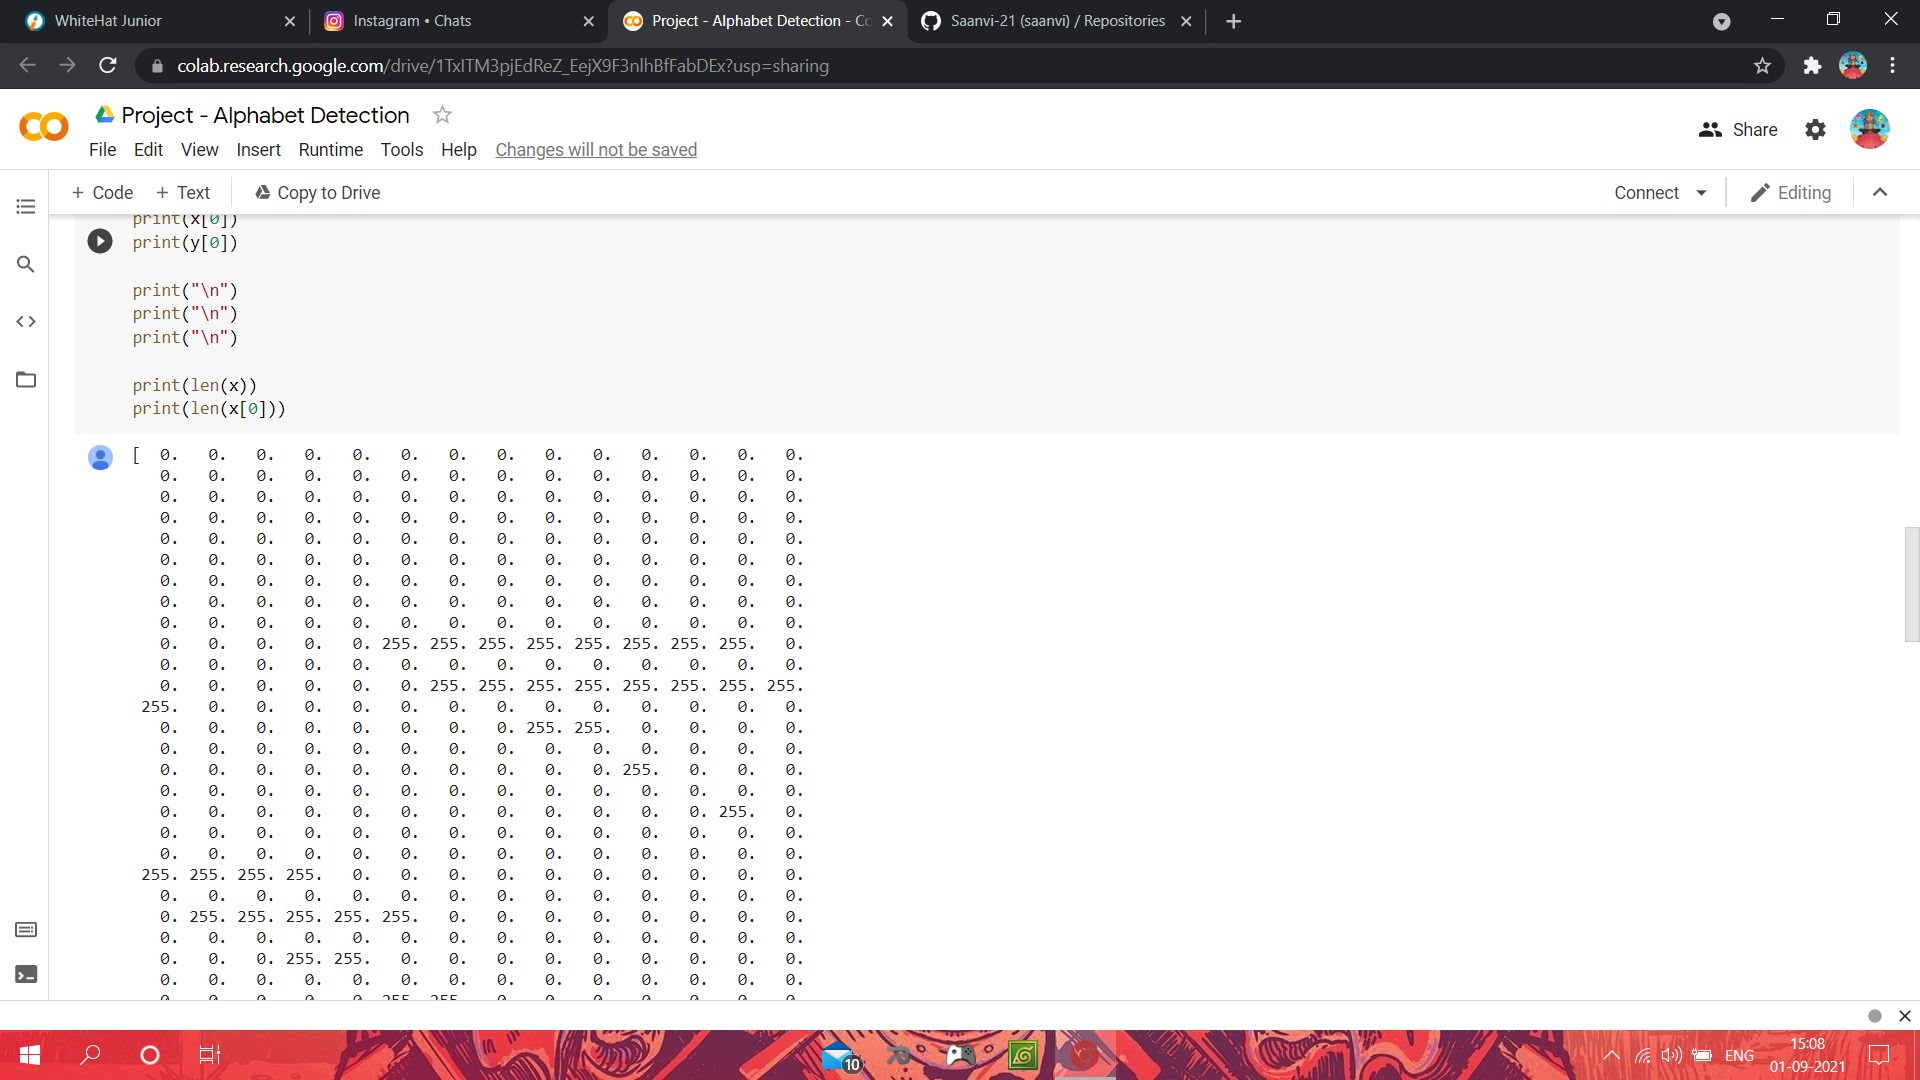 WhiteHat Junior
Instagram • Chats
Project - Alphabet Detection - Co
Saanvi-21 (saanvi) / Repositories
colab.research.google.com/drive/1TxlTM3pjEdReZ_EejX9F3nlhBfFabDEx?usp=sharing
Project - Alphabet Detection
Share
File Edit View Insert Runtime Tools Help Changes will not be saved
+ Code + Text Copy to Drive Connect Editing
print(x[0])
print(y[0])
print("\n")
print("\n")
print("\n")
print(len(x))
print(len(x[0]))
[ 0. 0. 0. 0. 0. 0. 0. 0. 0. 0. 0. 0. 0. 0.
0. 0. 0. 0. 0. 0. 0. 0. 0. 0. 0. 0. 0. 0.
0. 0. 0. 0. 0. 0. 0. 0. 0. 0. 0. 0. 0. 0.
0. 0. 0. 0. 0. 0. 0. 0. 0. 0. 0. 0. 0. 0.
0. 0. 0. 0. 0. 0. 0. 0. 0. 0. 0. 0. 0. 0.
0. 0. 0. 0. 0. 0. 0. 0. 0. 0. 0. 0. 0. 0.
0. 0. 0. 0. 0. 0. 0. 0. 0. 0. 0. 0. 0. 0.
0. 0. 0. 0. 0. 0. 0. 0. 0. 0. 0. 0. 0. 0.
0. 0. 0. 0. 0. 0. 0. 0. 0. 0. 0. 0. 0. 0.
0. 0. 0. 0. 0. 255. 255. 255. 255. 255. 255. 255. 255. 0.
0. 0. 0. 0. 0. 0. 0. 0. 0. 0. 0. 0. 0. 0.
0. 0. 0. 0. 0. 0. 255. 255. 255. 255. 255. 255. 255. 255.
255. 0. 0. 0. 0. 0. 0. 0. 0. 0. 0. 0. 0. 0.
0. 0. 0. 0. 0. 0. 0. 0. 255. 255. 0. 0. 0. 0.
0. 0. 0. 0. 0. 0. 0. 0. 0. 0. 0. 0. 0. 0.
0. 0. 0. 0. 0. 0. 0. 0. 0. 0. 255. 0. 0. 0.
0. 0. 0. 0. 0. 0. 0. 0. 0. 0. 0. 0. 0. 0.
0. 0. 0. 0. 0. 0. 0. 0. 0. 0. 0. 0. 255. 0.
0. 0. 0. 0. 0. 0. 0. 0. 0. 0. 0. 0. 0. 0.
0. 0. 0. 0. 0. 0. 0. 0. 0. 0. 0. 0. 0. 0.
255. 255. 255. 255. 0. 0. 0. 0. 0. 0. 0. 0. 0. 0.
0. 0. 0. 0. 0. 0. 0. 0. 0. 0. 0. 0. 0. 0.
0. 255. 255. 255. 255. 255. 0. 0. 0. 0. 0. 0. 0. 0.
0. 0. 0. 0. 0. 0. 0. 0. 0. 0. 0. 0. 0. 0.
0. 0. 0. 255. 255. 0. 0. 0. 0. 0. 0. 0. 0. 0.
0. 0. 0. 0. 0. 0. 0. 0. 0. 0. 0. 0. 0. 0.
0. 0. 0. 0. 0. 255. 255. 0. 0. 0. 0. 0. 0. 0.
10
ENG
15:08
01-09-2021